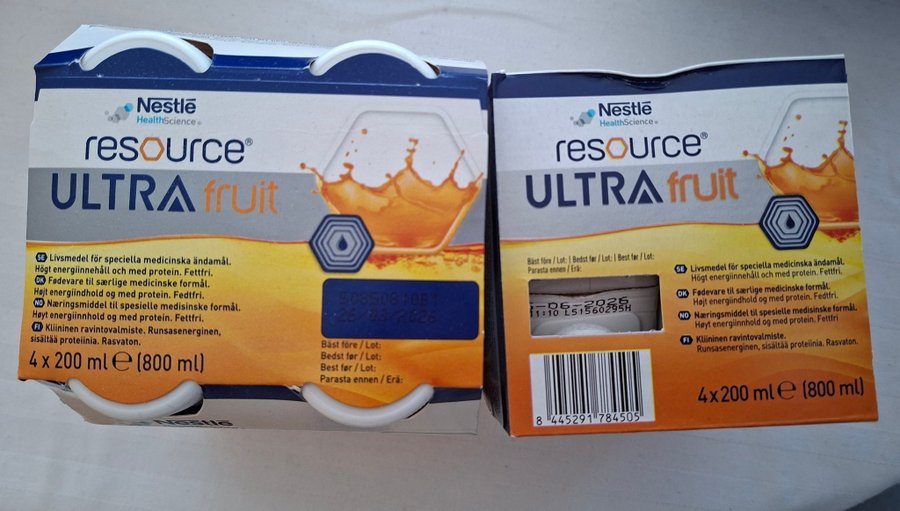 Nestlé
HealthScience®
resource®
ULTRA fruit
SE Livsmedel för speciella medicinska ändamål.
Högt energiinnehåll och med protein. Fettfri.
DK Fødevare til særlige medicinske formål.
Højt energiindhold og med protein. Fedtfri.
NO Næringsmiddel til spesielle medisinske formål.
Høyt energiinnhold og med protein. Fettfri.
FI Kliininen ravintovalmiste. Runsasenerginen,
sisältää proteiinia. Rasvaton.
4 x 200 ml e (800 ml)
2026
Bäst före / Lot:
Bedst før / Lot:
Best før / Lot:
Parasta ennen / Erä:
Nestlé
Nestlé
HealthScience®
resource®
ULTRA fruit
Bäst före / Lot: | Bedst før / Lot: | Best før / Lot:
Parasta ennen / Erä:
-06-2026
1:10 LS1560295H
8 445291 784505
SE Livsmedel för speciella medicinska ändamål.
Högt energiinnehåll och med protein. Fettfri.
DK Fødevare til særlige medicinske formål.
Højt energiindhold og med protein. Fedtfri.
NO Næringsmiddel til spesielle medisinske formål.
Høyt energiinnhold og med protein. Fettfri
FI Kliininen ravintovalmiste.
Runsasenerginen, sisältää proteiinia. Rasvaton.
4 x 200 ml e (800 ml)